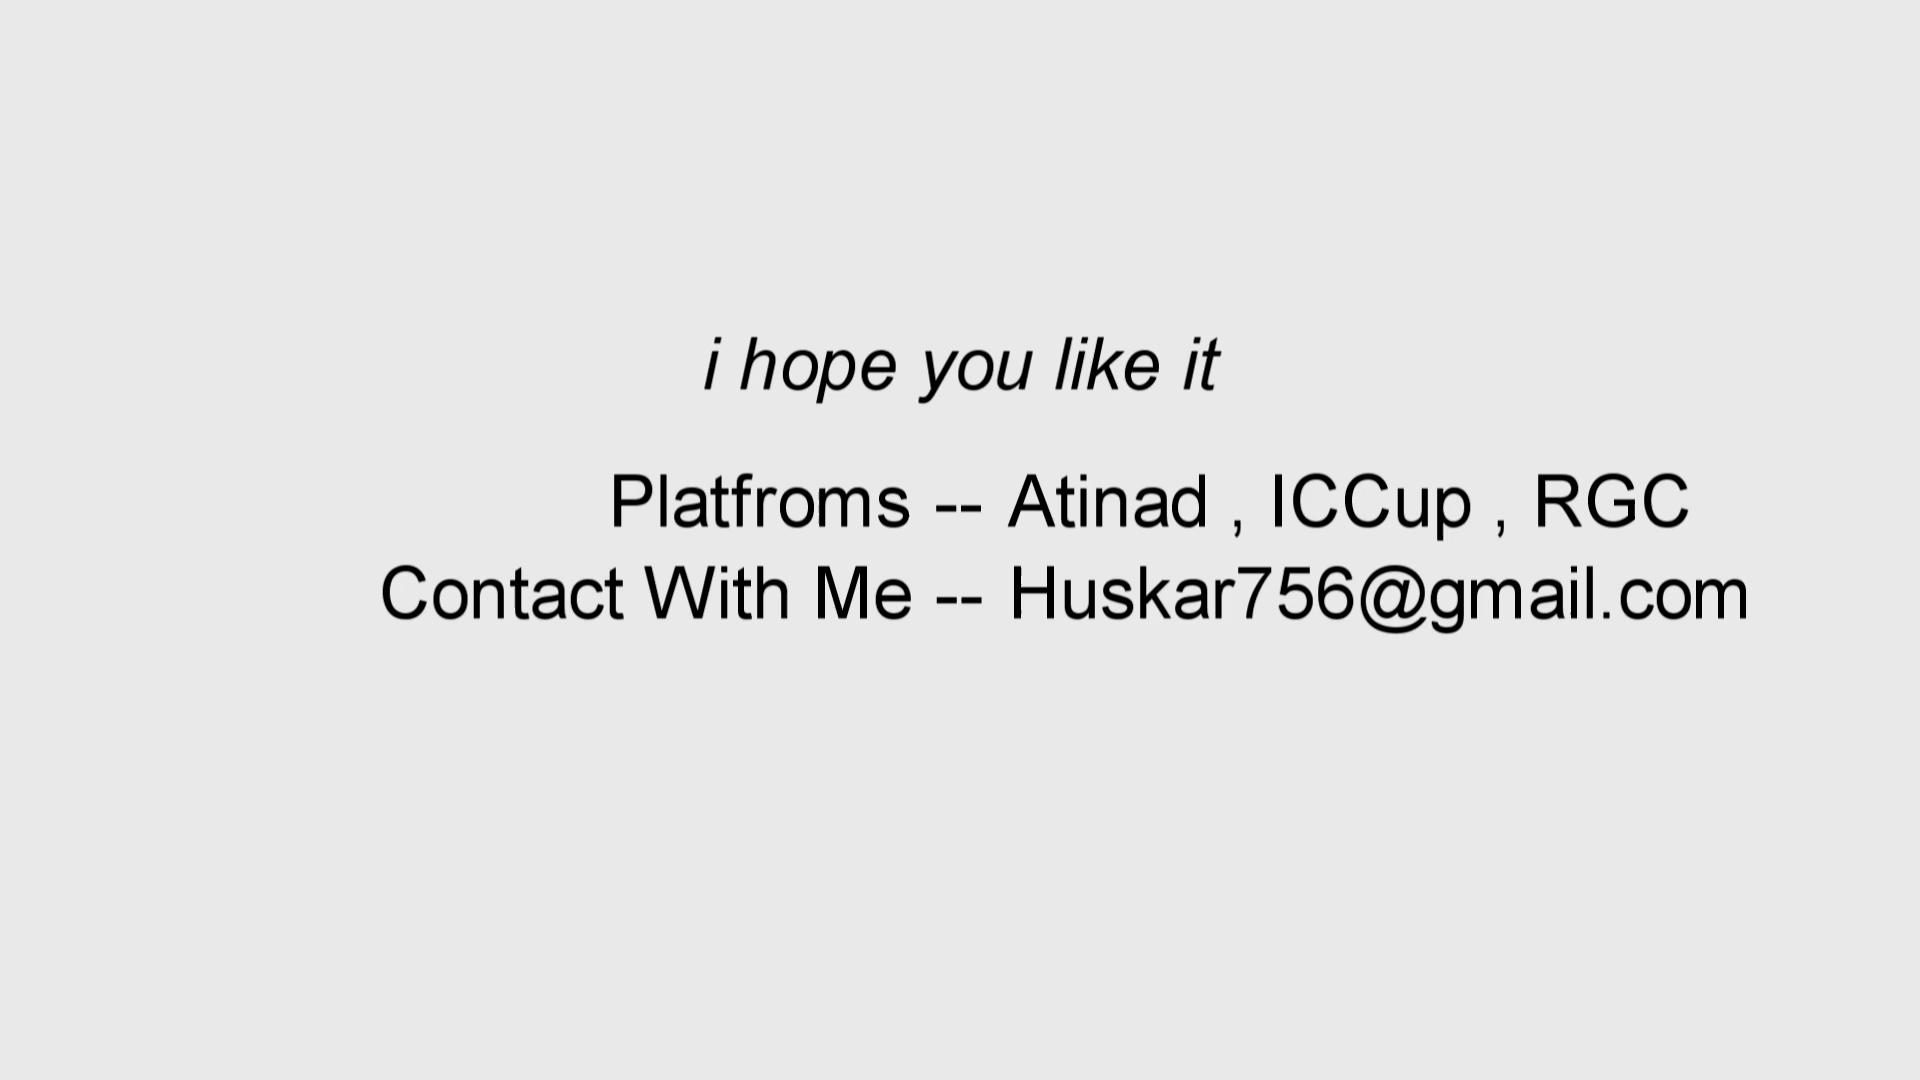 i hope you like it
Platfroms -- Atinad , ICCup , RGC
Contact With Me -- Huskar756@gmail.com